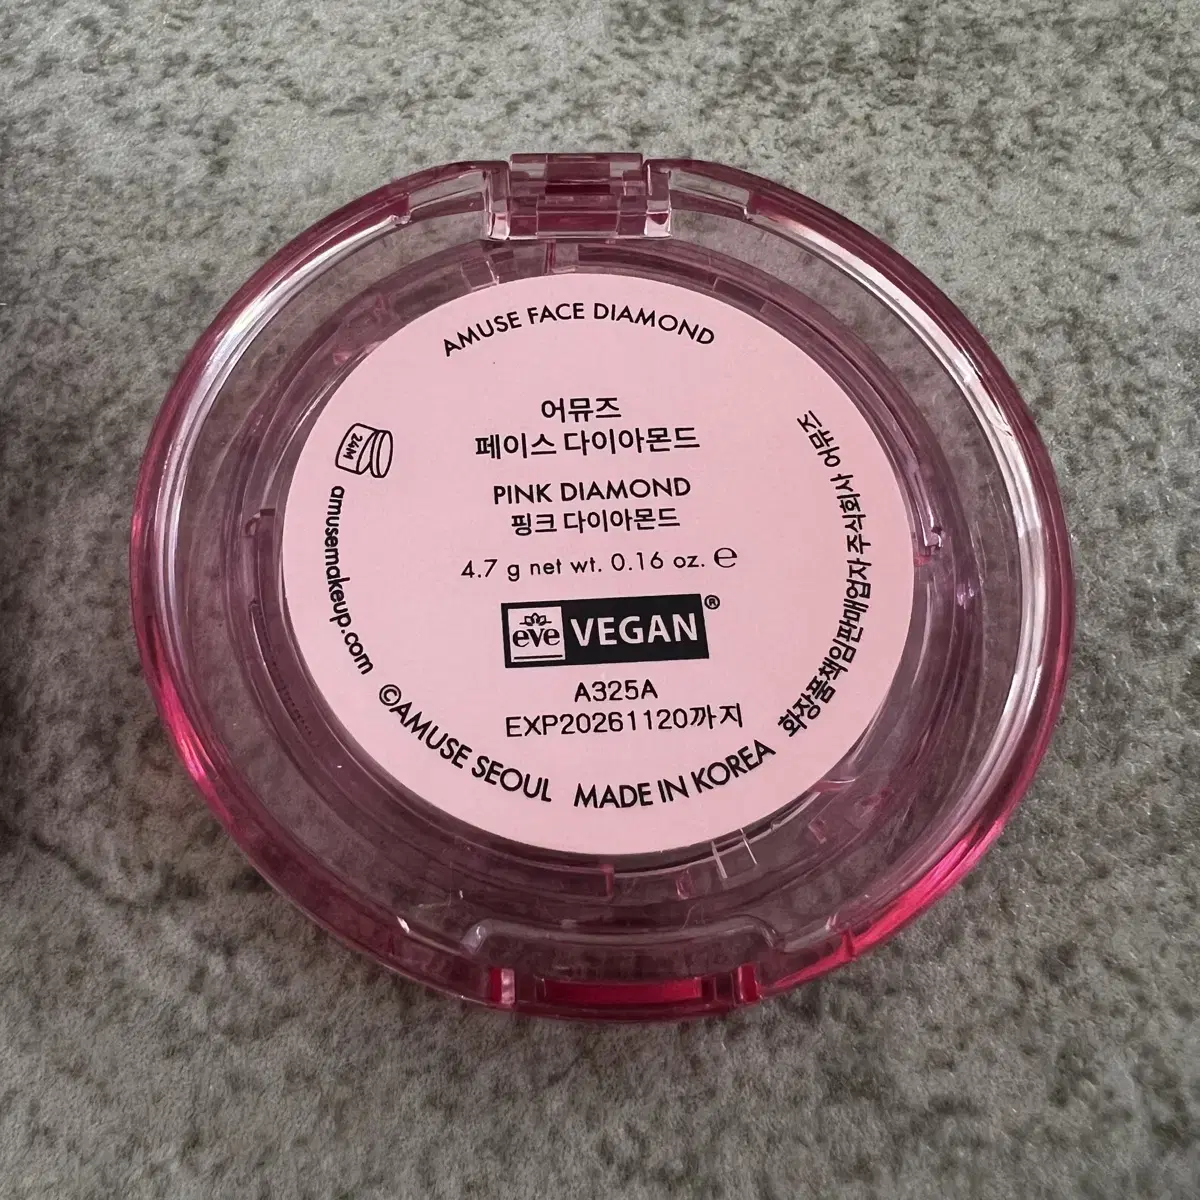 AMUSE FACE DIAMOND
어뮤즈
페이스 다이아몬드
PINK DIAMOND
핑크 다이아몬드
4.7 g net wt. 0.16 oz. ℮
eve VEGAN®
A325A
EXP20261120까지
24M
amusemakeup.com
©AMUSE SEOUL
MADE IN KOREA
화장품책임판매업자 주식회사 어뮤즈